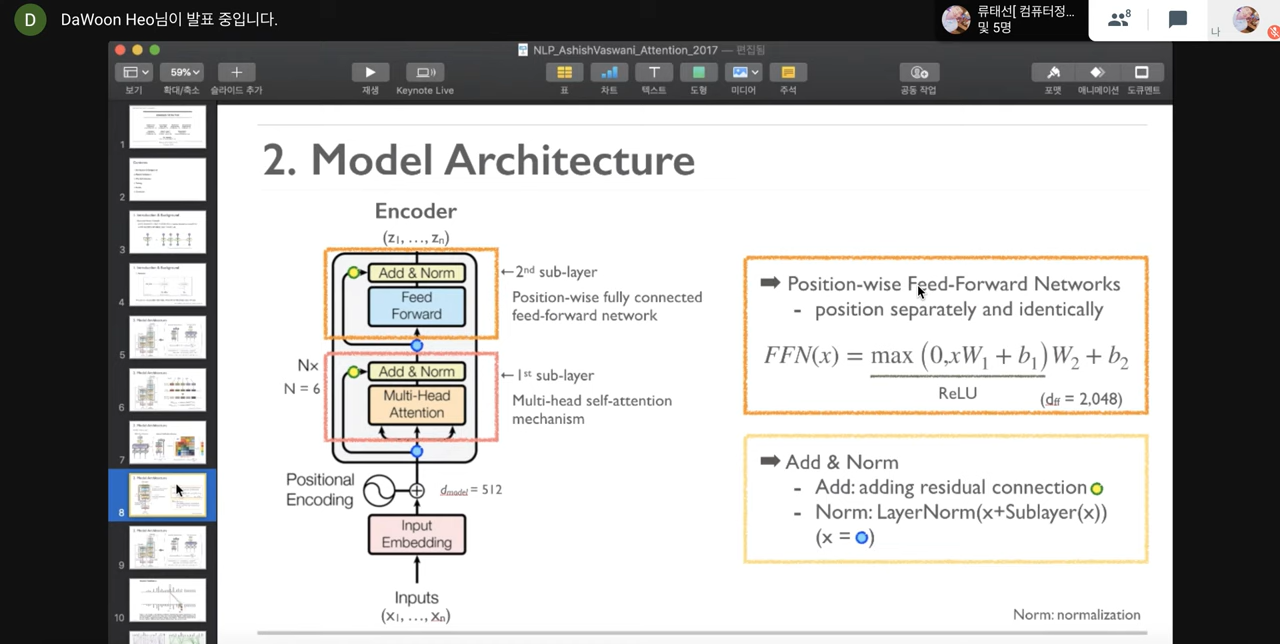 D
DaWoon Heo님이 발표 중입니다.
류태선[ 컴퓨터정...
및 5명
8
나
NLP_AshishVaswani_Attention_2017 — 편집됨
59%
보기
확대/축소
슬라이드 추가
재생
Keynote Live
표
차트
텍스트
도형
미디어
주석
공동 작업
포맷
애니메이션
도큐멘트
1
2
3
4
5
6
7
8
9
10
2. Model Architecture
Encoder
(z1, …, zn)
Add & Norm
Feed
Forward
←2nd sub-layer
Position-wise fully connected
feed-forward network
Nx
N = 6
Add & Norm
Multi-Head
Attention
←1st sub-layer
Multi-head self-attention
mechanism
Positional
Encoding
dmodel = 512
Input
Embedding
Inputs
(x1, …, xn)
➡ Position-wise Feed-Forward Networks
- position separately and identically
FFN(x) = max (0,xW1 + b1)W2 + b2
ReLU
(dff = 2,048)
➡ Add & Norm
- Add: adding residual connection
- Norm: LayerNorm(x+Sublayer(x))
(x = )
Norm: normalization